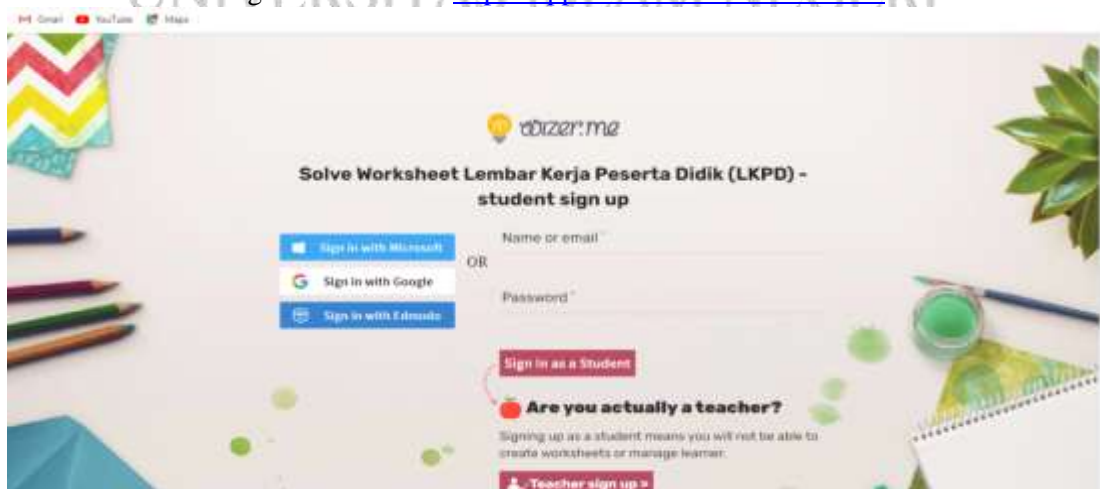 Gmail YouTube Maps
wizer.me
Solve Worksheet Lembar Kerja Peserta Didik (LKPD) -
student sign up
Name or email *
Sign in with Microsoft
OR
Sign in with Google
Password *
Sign in with Edmodo
Sign in as a Student
Are you actually a teacher?
Signing up as a student means you will not be able to
create worksheets or manage learner.
Teacher sign up »